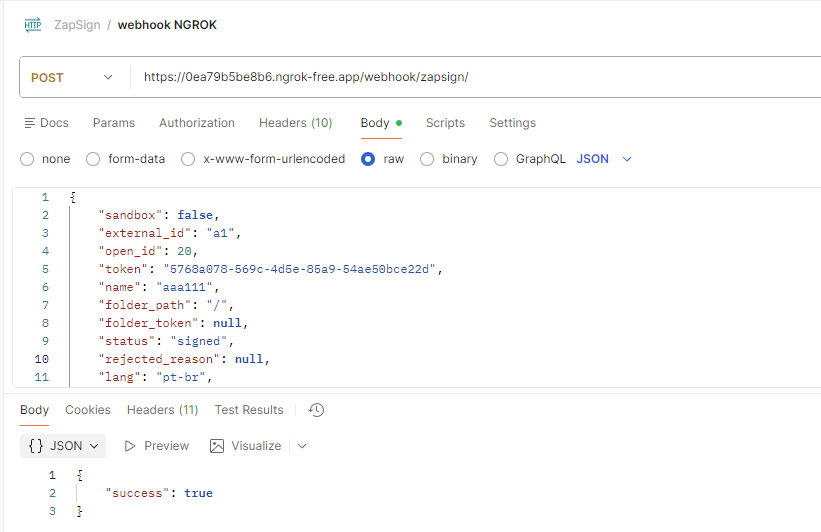 HTTP ZapSign / webhook NGROK
POST https://0ea79b5be8b6.ngrok-free.app/webhook/zapsign/
Docs Params Authorization Headers (10) Body Scripts Settings
none form-data x-www-form-urlencoded raw binary GraphQL JSON
1 {
2 "sandbox": false,
3 "external_id": "a1",
4 "open_id": 20,
5 "token": "5768a078-569c-4d5e-85a9-54ae50bce22d",
6 "name": "aaa111",
7 "folder_path": "/",
8 "folder_token": null,
9 "status": "signed",
10 "rejected_reason": null,
11 "lang": "pt-br",
Body Cookies Headers (11) Test Results
{} JSON Preview Visualize
1 {
2 "success": true
3 }